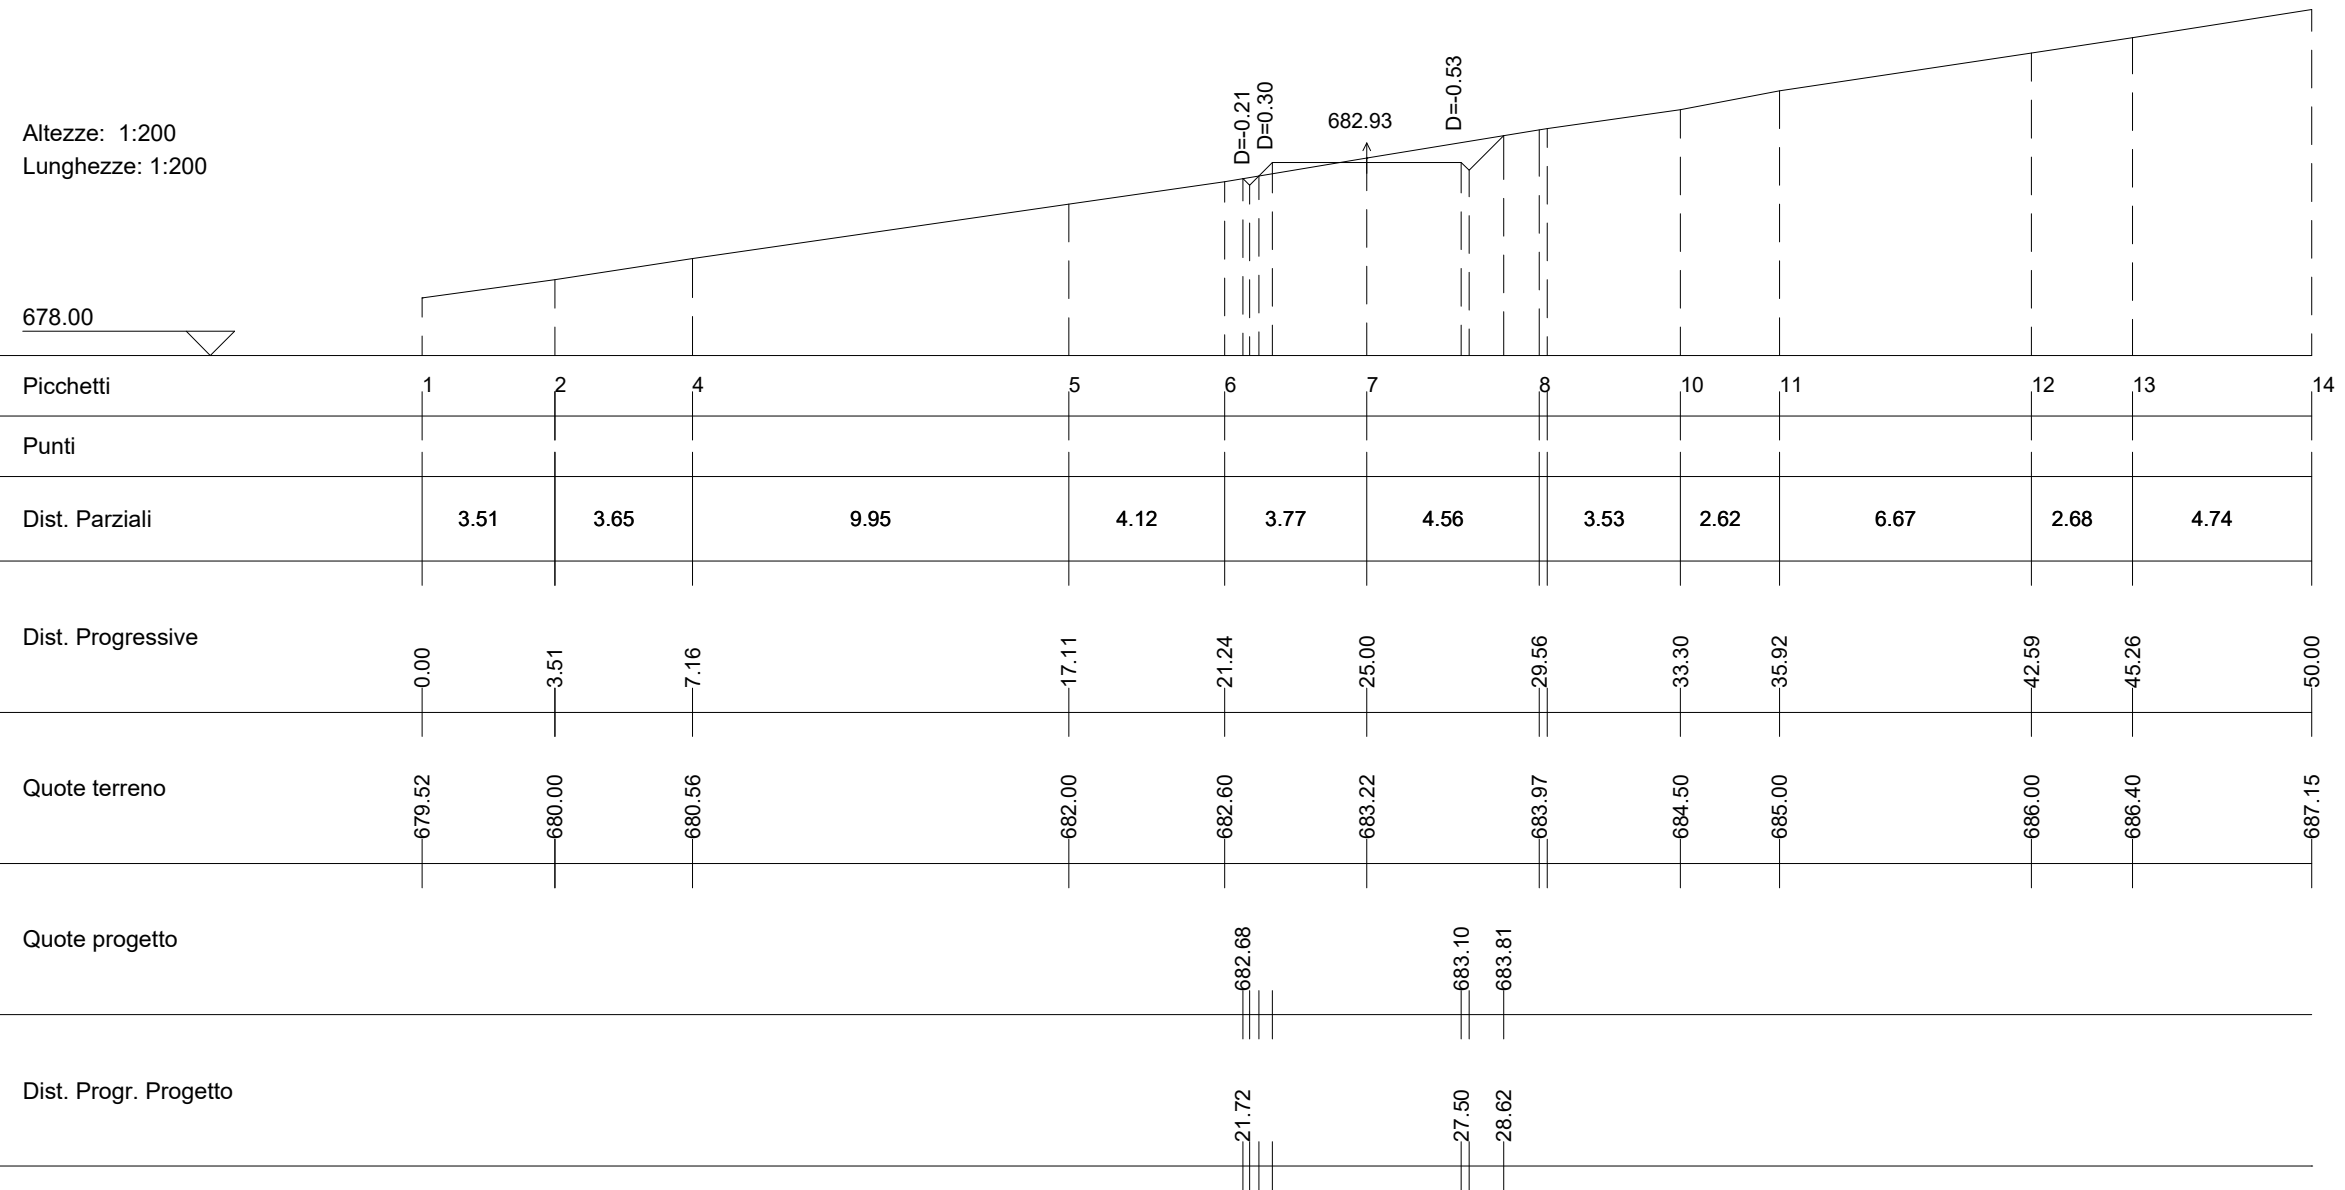 D=-0.21
D=0.30
682.93
D=-0.53
Altezze: 1:200
Lunghezze: 1:200
678.00
Picchetti 1 2 4 5 6 7 8 10 11 12 13 14
Punti
Dist. Parziali 3.51 3.65 9.95 4.12 3.77 4.56 3.53 2.62 6.67 2.68 4.74
Dist. Progressive 0.00 3.51 7.16 17.11 21.24 25.00 29.56 33.30 35.92 42.59 45.26 50.00
Quote terreno 679.52 680.00 680.56 682.00 682.60 683.22 683.97 684.50 685.00 686.00 686.40 687.15
Quote progetto 682.68 683.10 683.81
Dist. Progr. Progetto 21.72 27.50 28.62